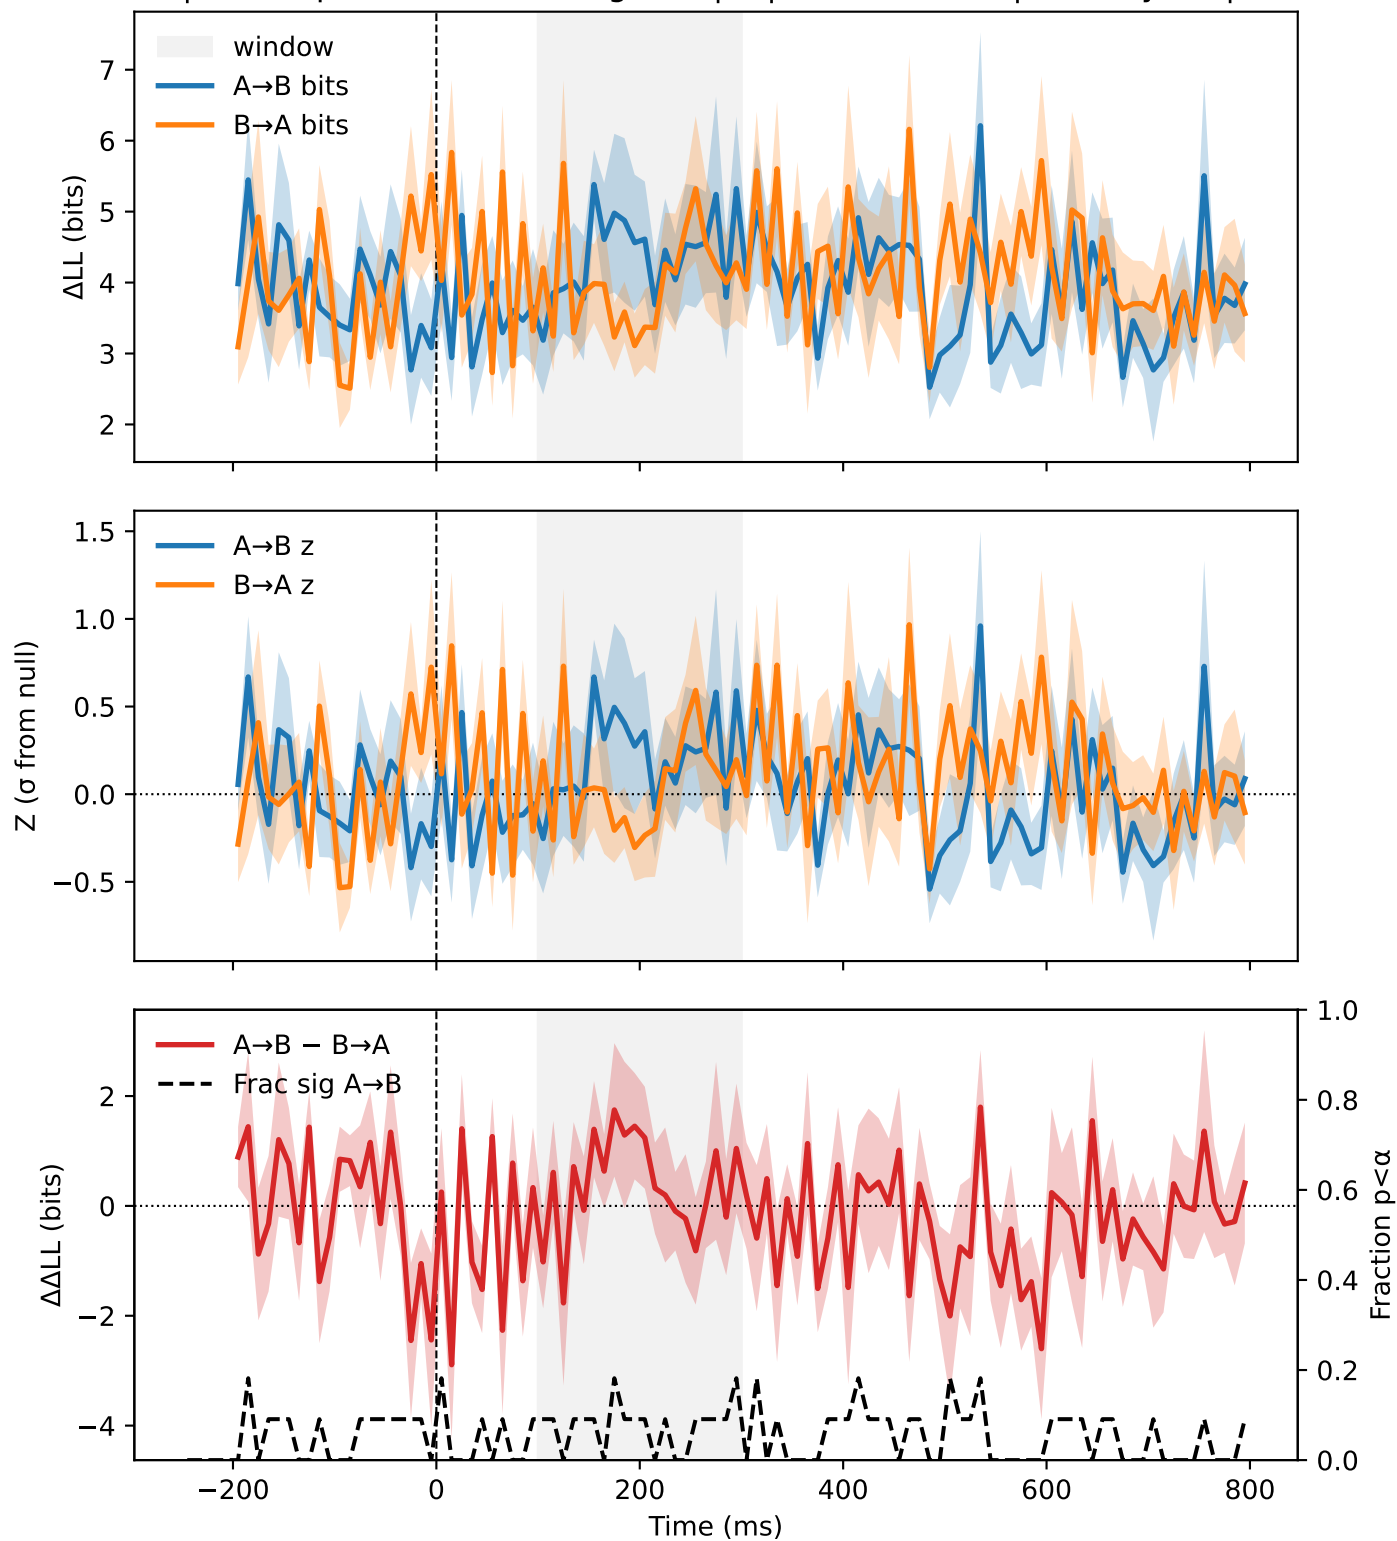 window
A→B bits
B→A bits
7
6
5
4
3
2
ΔLL (bits)
A→B z
B→A z
1.5
1.0
0.5
0.0
−0.5
Z (σ from null)
A→B − B→A
Frac sig A→B
2
0
−2
−4
ΔΔLL (bits)
1.0
0.8
0.6
0.4
0.2
0.0
Fraction p<α
−200 0 200 400 600 800
Time (ms)